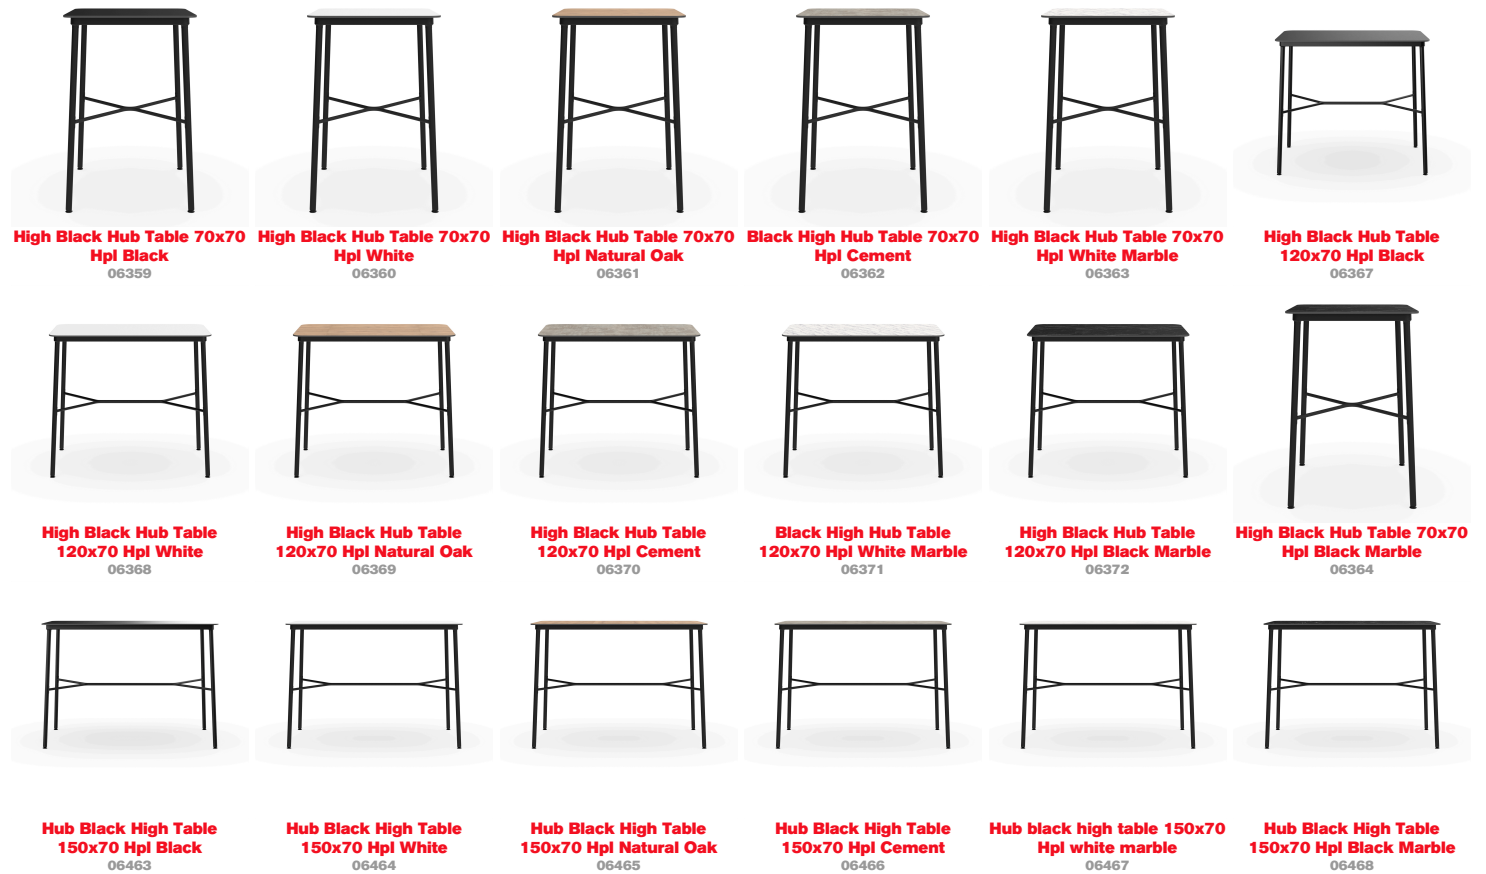 High Black Hub Table 70x70
Hpl Black
06359
High Black Hub Table 70x70
Hpl White
06360
High Black Hub Table 70x70
Hpl Natural Oak
06361
Black High Hub Table 70x70
Hpl Cement
06362
High Black Hub Table 70x70
Hpl White Marble
06363
High Black Hub Table
120x70 Hpl Black
06367
High Black Hub Table
120x70 Hpl White
06368
High Black Hub Table
120x70 Hpl Natural Oak
06369
High Black Hub Table
120x70 Hpl Cement
06370
Black High Hub Table
120x70 Hpl White Marble
06371
High Black Hub Table
120x70 Hpl Black Marble
06372
High Black Hub Table 70x70
Hpl Black Marble
06364
Hub Black High Table
150x70 Hpl Black
06463
Hub Black High Table
150x70 Hpl White
06464
Hub Black High Table
150x70 Hpl Natural Oak
06465
Hub Black High Table
150x70 Hpl Cement
06466
Hub black high table 150x70
Hpl white marble
06467
Hub Black High Table
150x70 Hpl Black Marble
06468